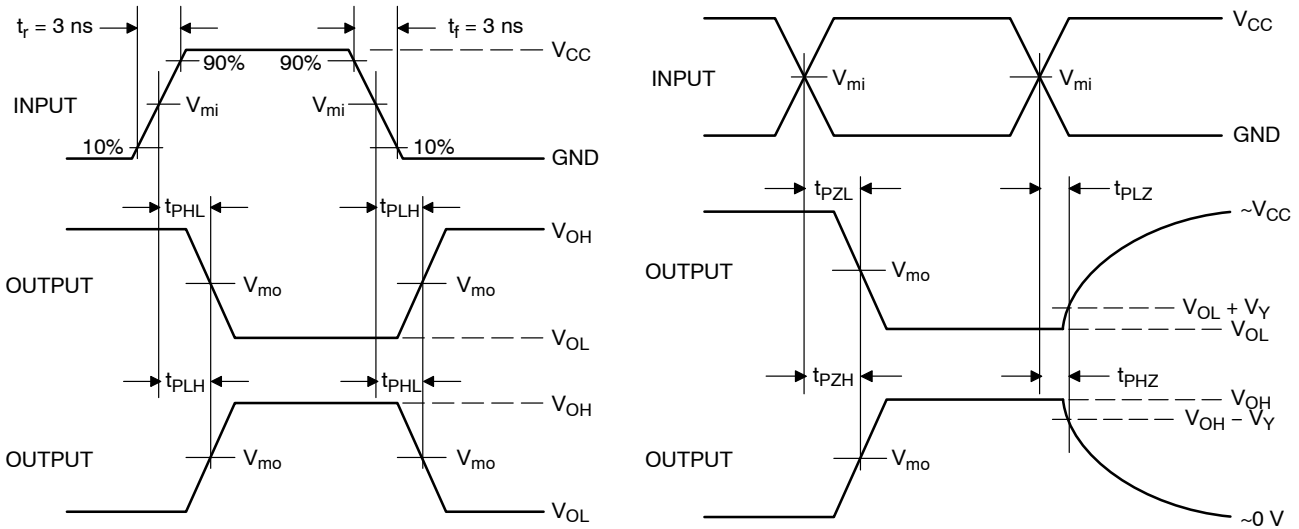 t_r = 3 ns
t_f = 3 ns
V_CC
90%
90%
INPUT
V_mi
V_mi
10%
10%
GND
t_PHL
t_PLH
V_OH
OUTPUT
V_mo
V_mo
V_OL
t_PLH
t_PHL
V_OH
OUTPUT
V_mo
V_mo
V_OL
V_CC
INPUT
V_mi
V_mi
GND
t_PZL
t_PLZ
~V_CC
OUTPUT
V_mo
V_OL + V_Y
V_OL
t_PZH
t_PHZ
V_OH
V_OH − V_Y
OUTPUT
V_mo
~0 V